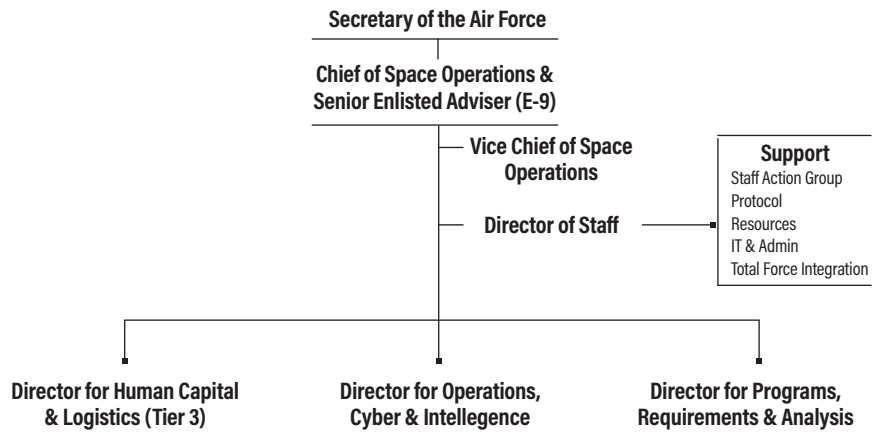 Secretary of the Air Force
Chief of Space Operations &
Senior Enlisted Adviser (E-9)
Vice Chief of Space
Operations
Director of Staff
Support
Staff Action Group
Protocol
Resources
IT & Admin
Total Force Integration
Director for Human Capital
& Logistics (Tier 3)
Director for Operations,
Cyber & Intellegence
Director for Programs,
Requirements & Analysis